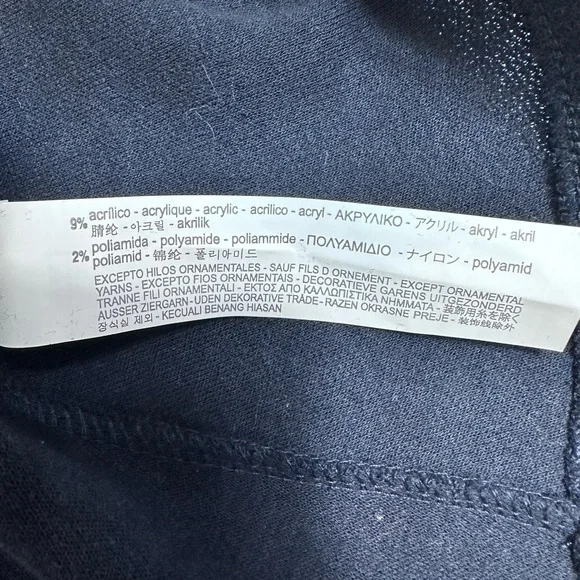 9% acrílico - acrylique - acrylic - acrilico - acryl - ΑΚΡΥΛΙΚΟ - アクリル - akryl - akril
腈纶 - 아크릴 - akrilik
2% poliamida - polyamide - poliammide - ΠΟΛΥΑΜΙΔΙΟ - ナイロン - polyamid
poliamid - 锦纶 - 폴리아미드
EXCEPTO HILOS ORNAMENTALES - SAUF FILS D ORNEMENT - EXCEPT ORNAMENTAL
YARNS - EXCEPTO FIOS ORNAMENTAIS - DECORATIEVE GARENS UITGEZONDERD
TRANNE FILI ORNAMENTALI - ΕΚΤΟΣ ΑΠΟ ΚΑΛΛΩΠΙΣΤΙΚΑ ΝΗΜΜΑΤΑ - 装飾用糸を除く
AUSSER ZIERGARN - UDEN DEKORATIVE TRÅDE - RAZEN OKRASNE PREJE - 装饰线除外
장식실 제외 - KECUALI BENANG HIASAN